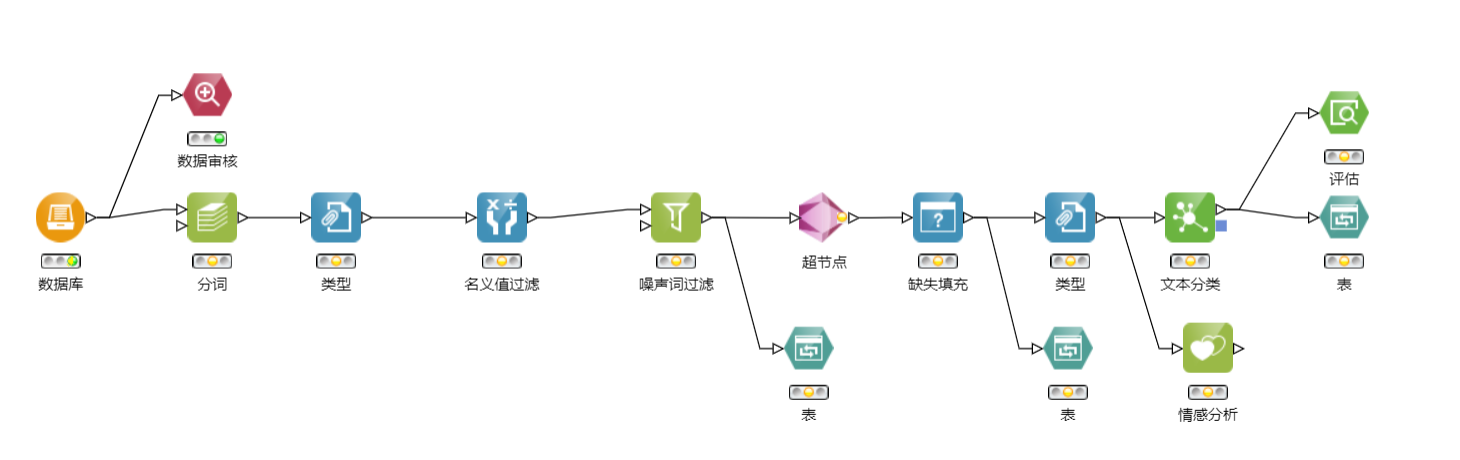 数据审核
评估
数据库
分词
类型
名义值过滤
噪声词过滤
超节点
缺失填充
类型
文本分类
表
表
表
情感分析